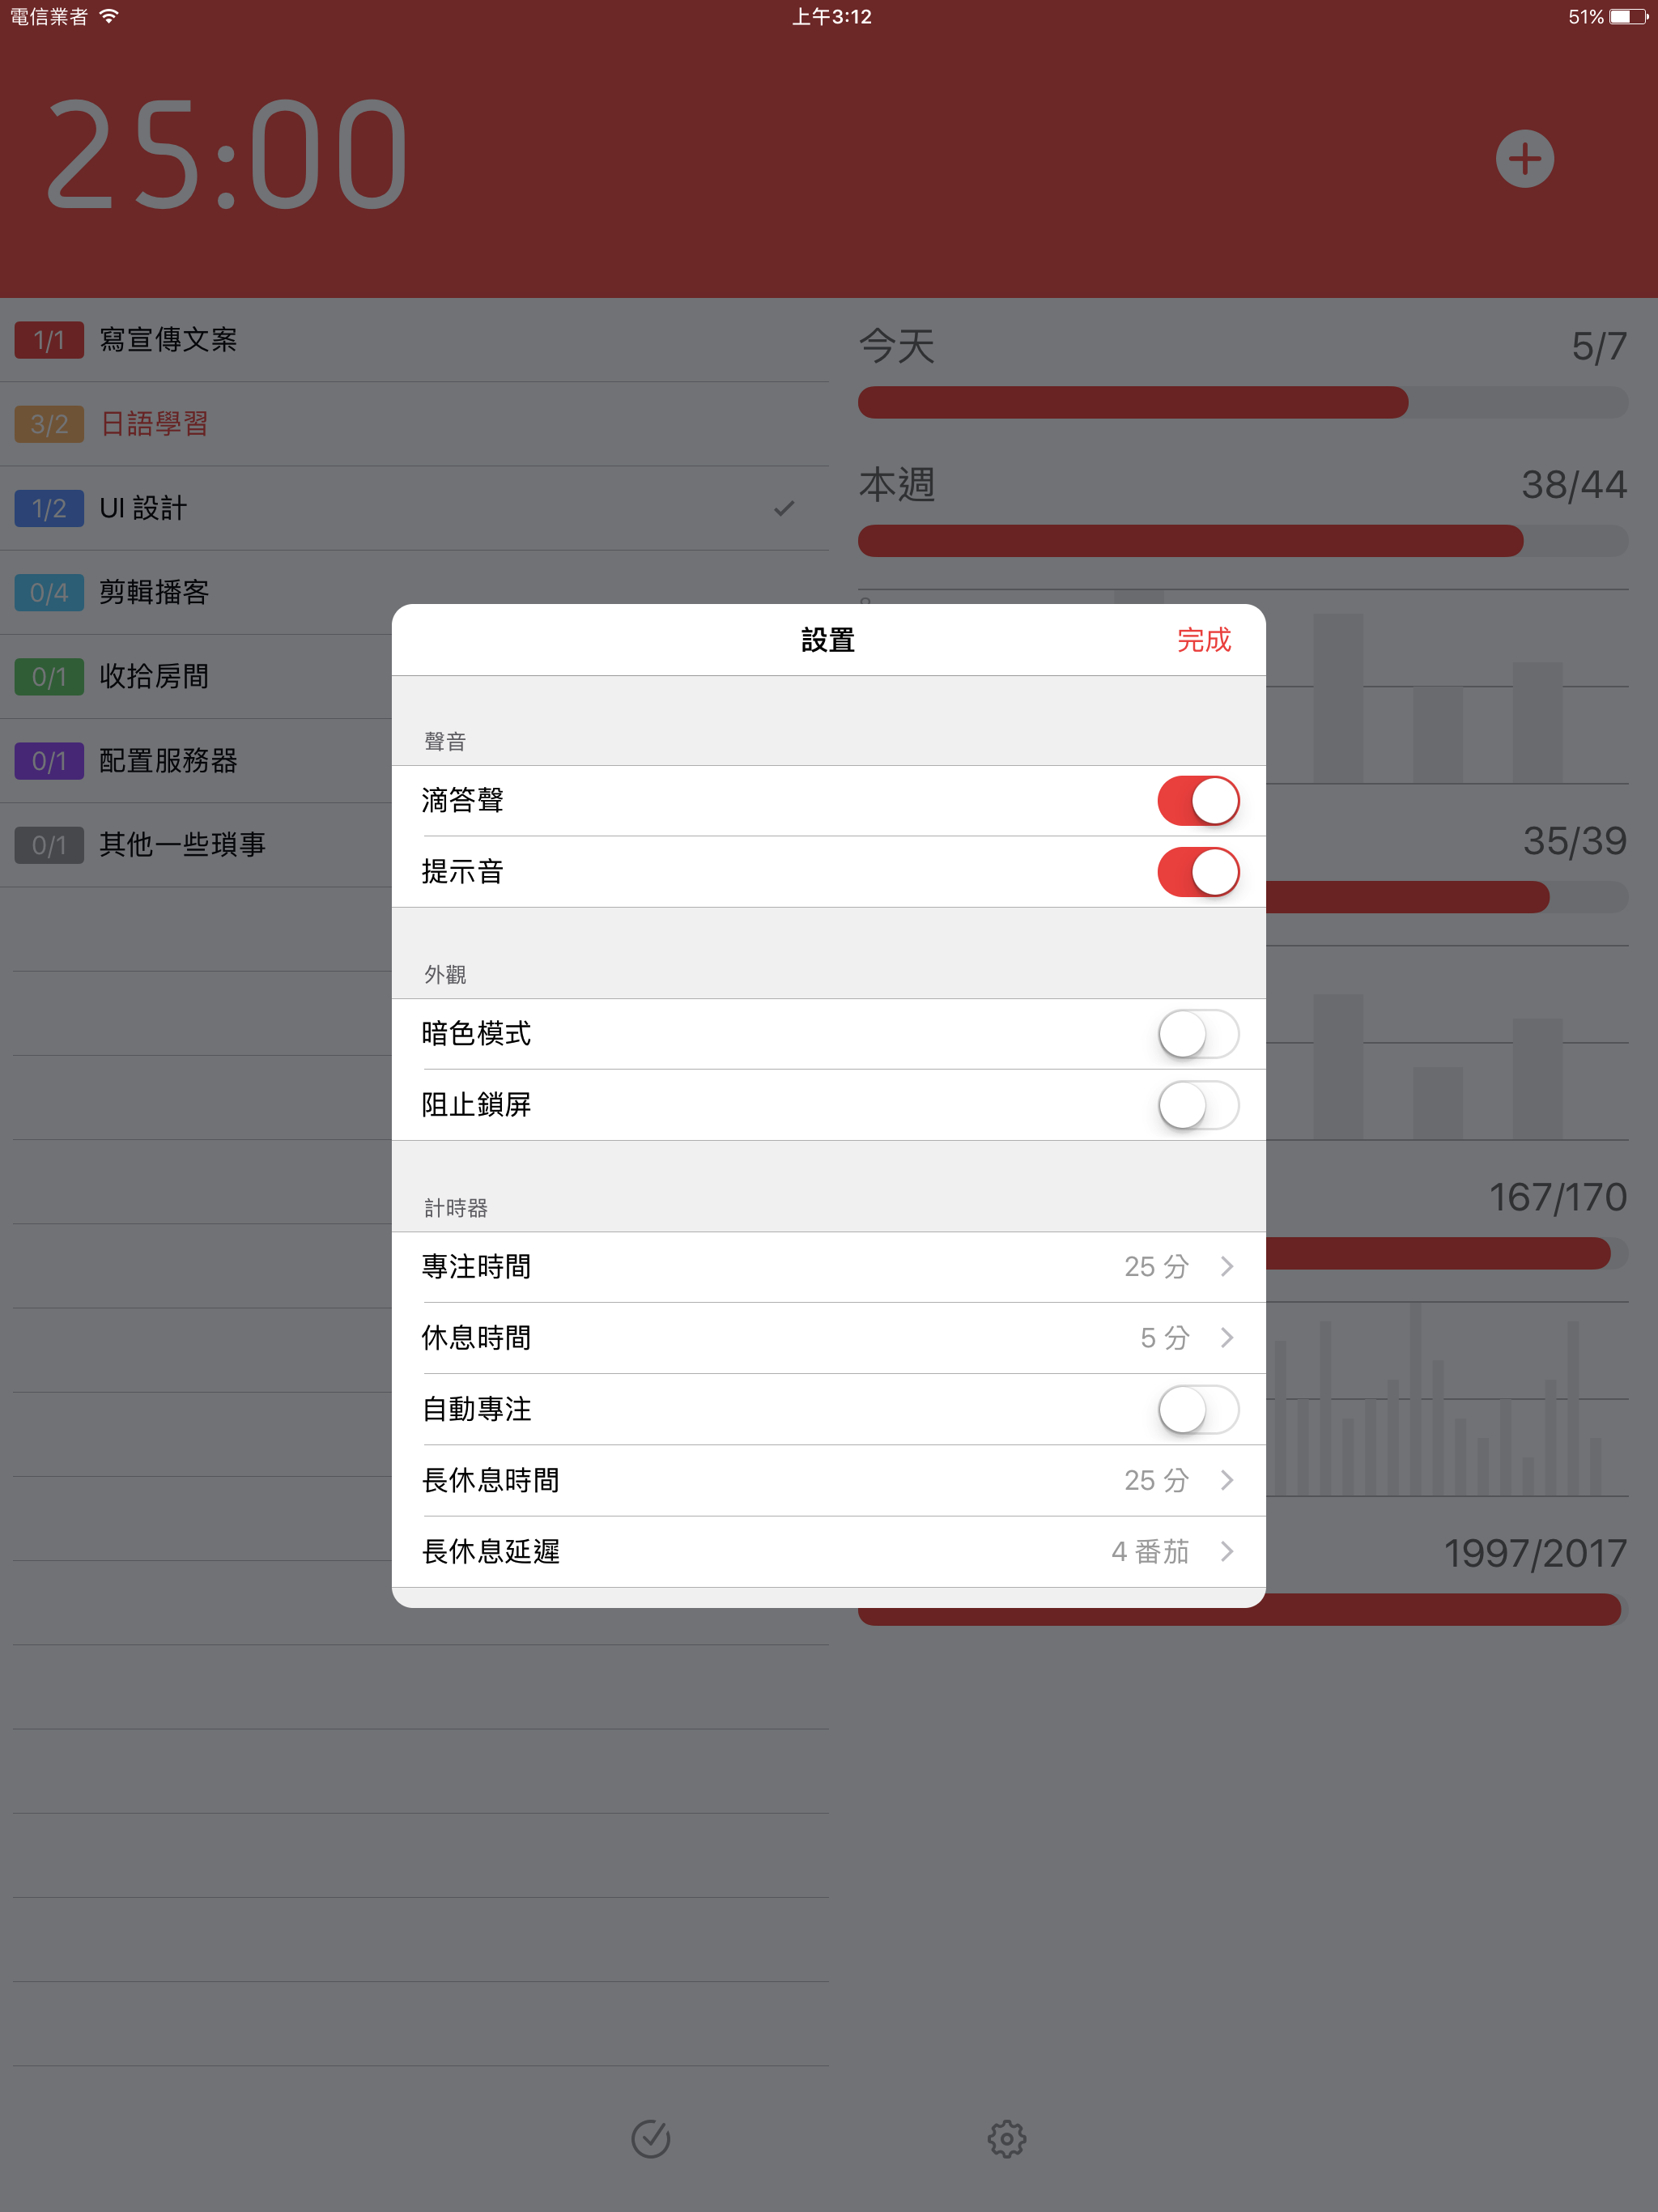 電信業者
上午3:12
51%
25:00
1/1 寫宣傳文案
3/2 日語學習
1/2 UI 設計
0/4 剪輯播客
0/1 收拾房間
0/1 配置服務器
0/1 其他一些瑣事
今天 5/7
本週 38/44
35/39
167/170
1997/2017
設置
完成
聲音
滴答聲
提示音
外觀
暗色模式
阻止鎖屏
計時器
專注時間 25 分
休息時間 5 分
自動專注
長休息時間 25 分
長休息延遲 4 番茄